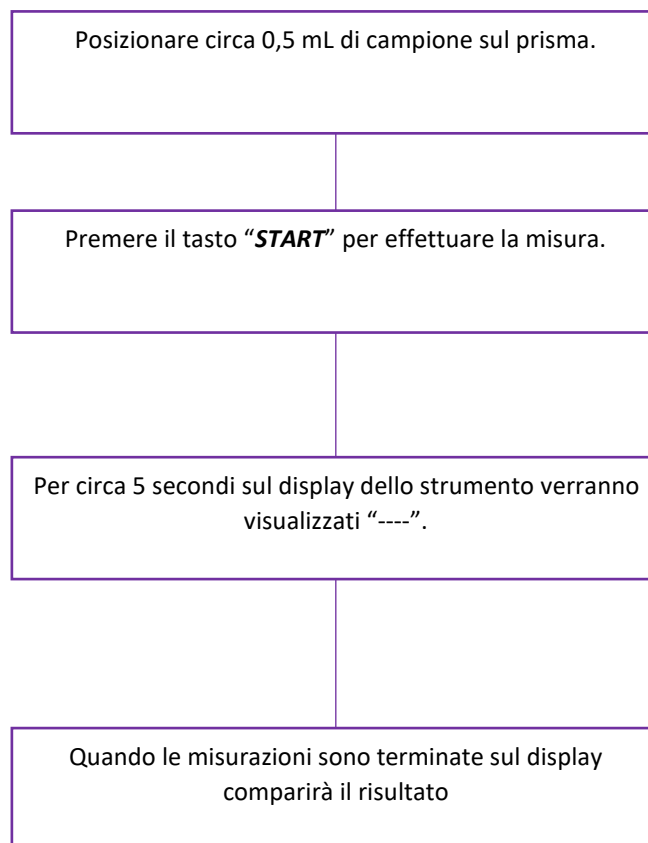 Posizionare circa 0,5 mL di campione sul prisma.
Premere il tasto “START” per effettuare la misura.
Per circa 5 secondi sul display dello strumento verranno
visualizzati “----”.
Quando le misurazioni sono terminate sul display
comparirà il risultato